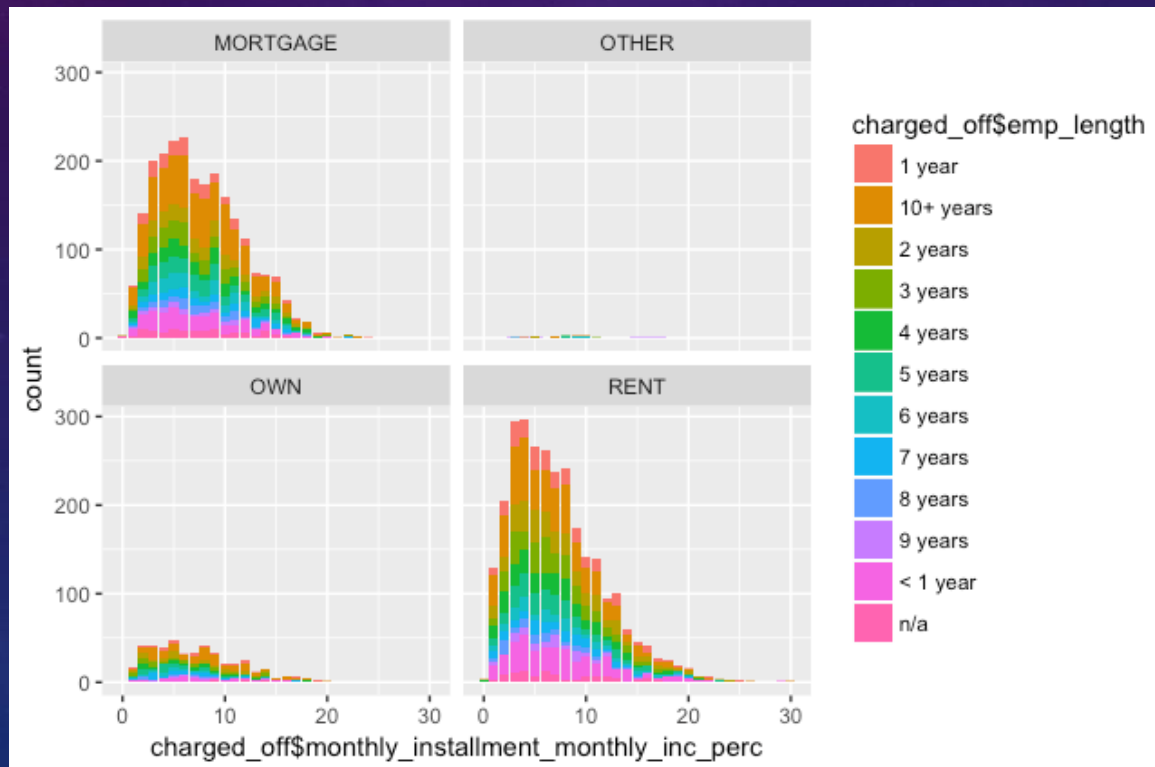 MORTGAGE
OTHER
300
200
100
0
OWN
RENT
300
200
100
0
0
10
20
30
0
10
20
30
count
charged_off$monthly_installment_monthly_inc_perc
charged_off$emp_length
1 year
10+ years
2 years
3 years
4 years
5 years
6 years
7 years
8 years
9 years
< 1 year
n/a